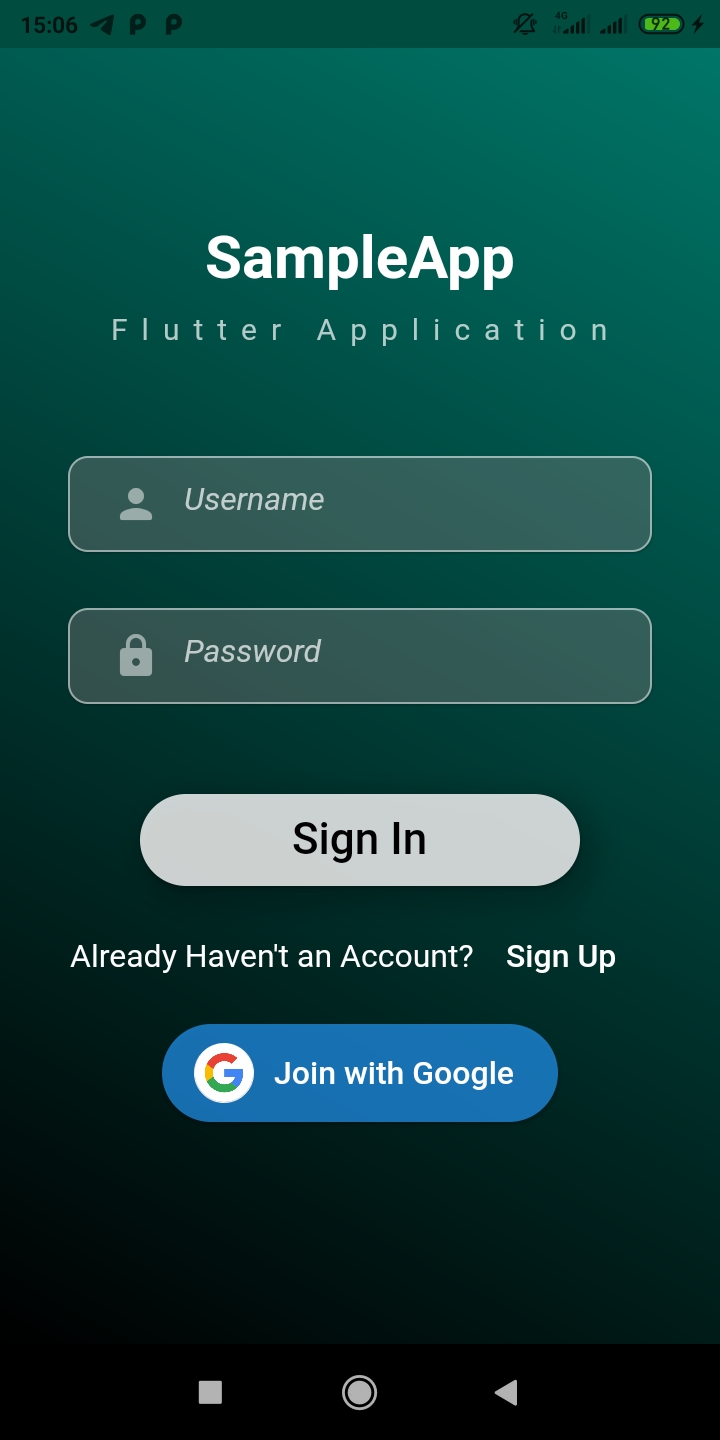 15:06 4G 92
SampleApp
Flutter Application
Username
Password
Sign In
Already Haven't an Account? Sign Up
Join with Google